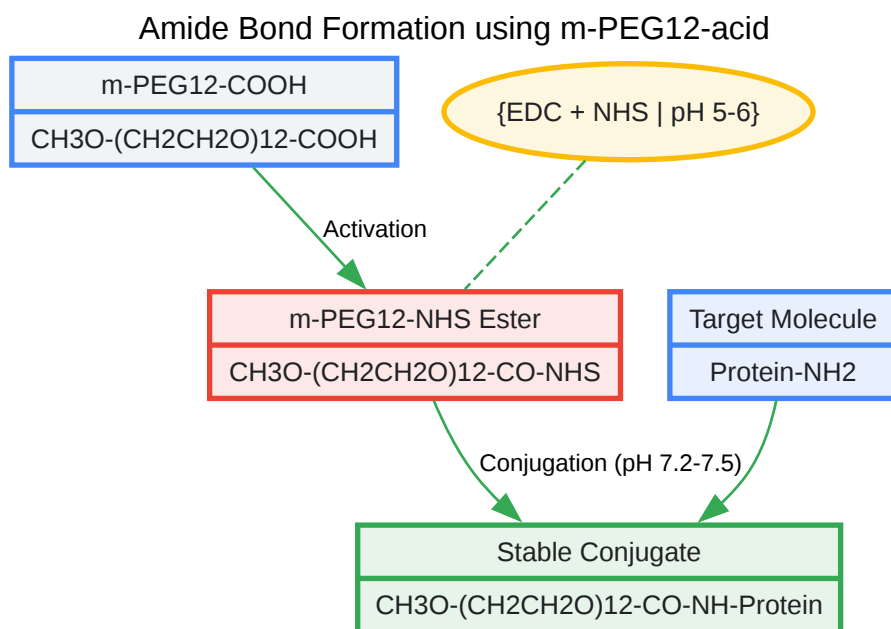 Amide Bond Formation using m-PEG12-acid
m-PEG12-COOH
CH3O-(CH2CH2O)12-COOH
{EDC + NHS | pH 5-6}
Activation
m-PEG12-NHS Ester
CH3O-(CH2CH2O)12-CO-NHS
Target Molecule
Protein-NH2
Conjugation (pH 7.2-7.5)
Stable Conjugate
CH3O-(CH2CH2O)12-CO-NH-Protein